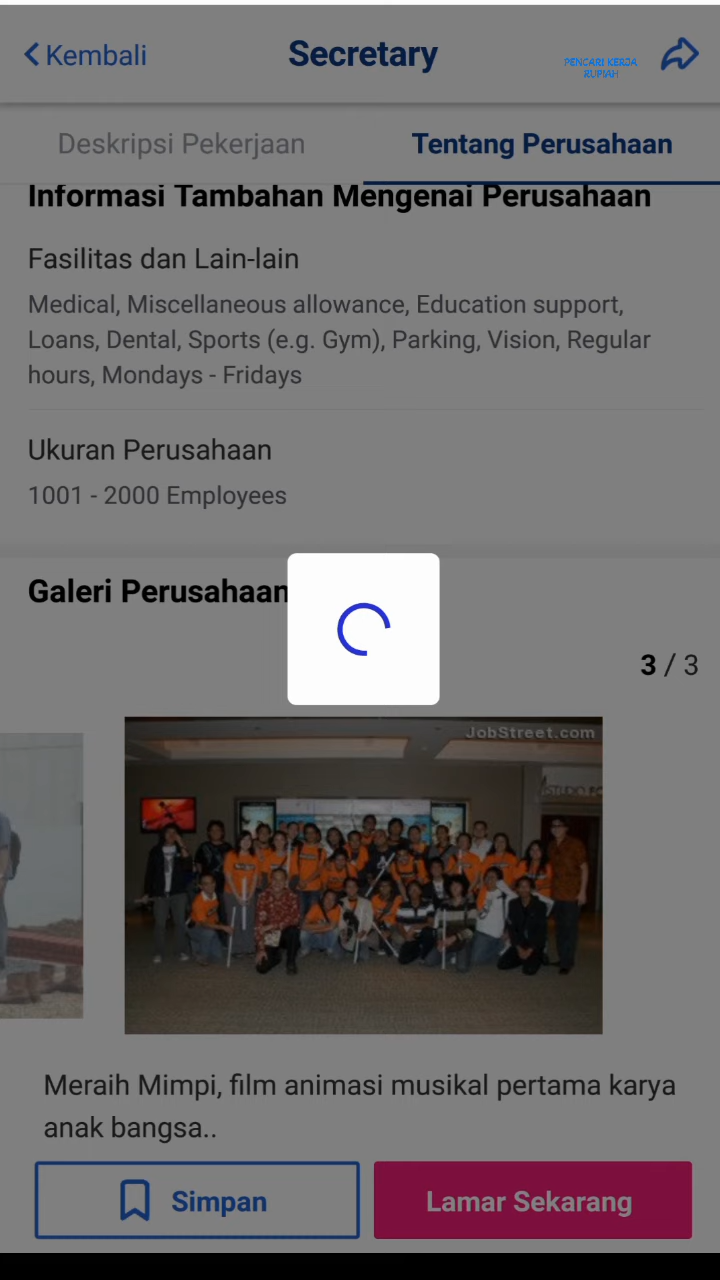 Kembali
Secretary
PENCARI KERJA
RUPIAH
Deskripsi Pekerjaan
Tentang Perusahaan
Informasi Tambahan Mengenai Perusahaan
Fasilitas dan Lain-lain
Medical, Miscellaneous allowance, Education support,
Loans, Dental, Sports (e.g. Gym), Parking, Vision, Regular
hours, Mondays - Fridays
Ukuran Perusahaan
1001 - 2000 Employees
Galeri Perusahaan
3 / 3
JobStreet.com
Meraih Mimpi, film animasi musikal pertama karya
anak bangsa..
Simpan
Lamar Sekarang